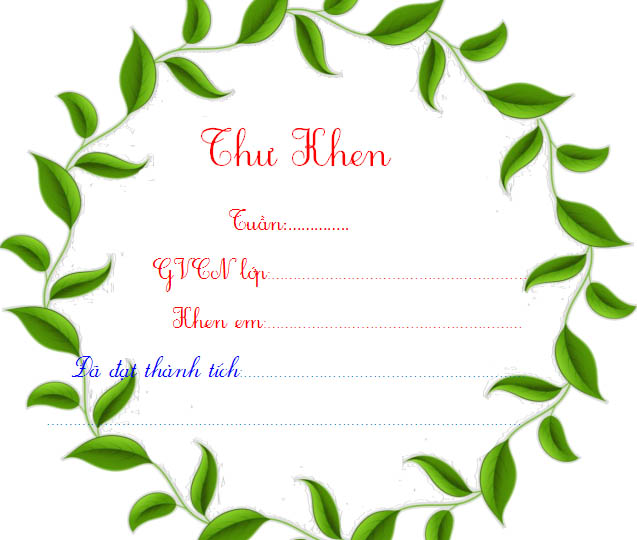 Thư Khen
Tuần:..............
GVCN lớp:................................................................
Khen em:................................................................
Đã đạt thành tích:................................................................
................................................................................................